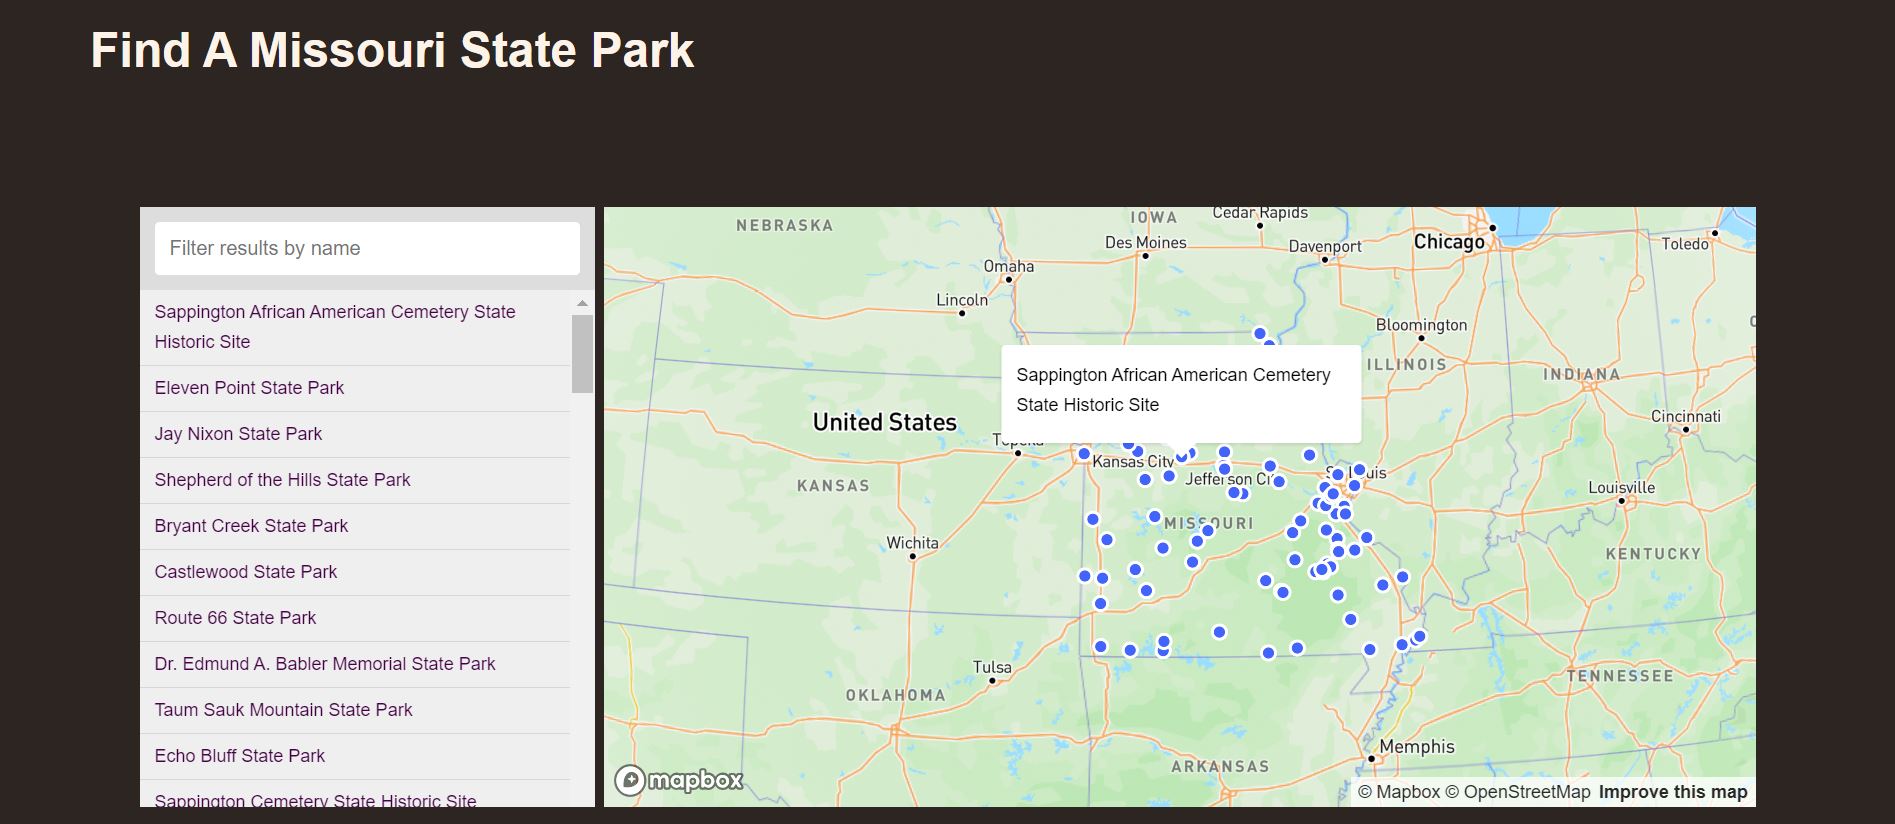 Find A Missouri State Park
Filter results by name
Sappington African American Cemetery State
Historic Site
Eleven Point State Park
Jay Nixon State Park
Shepherd of the Hills State Park
Bryant Creek State Park
Castlewood State Park
Route 66 State Park
Dr. Edmund A. Babler Memorial State Park
Taum Sauk Mountain State Park
Echo Bluff State Park
Sappington Cemetery State Historic Site
NEBRASKA
IOWA
Cedar Rapids
Des Moines
Davenport
Chicago
Toledo
Omaha
Lincoln
Bloomington
ILLINOIS
INDIANA
Sappington African American Cemetery
State Historic Site
United States
Cincinnati
Topeka
Kansas City
Jefferson
KANSAS
Louisville
MISSOURI
Wichita
KENTUCKY
Tulsa
OKLAHOMA
TENNESSEE
Memphis
ARKANSAS
mapbox
© Mapbox © OpenStreetMap Improve this map